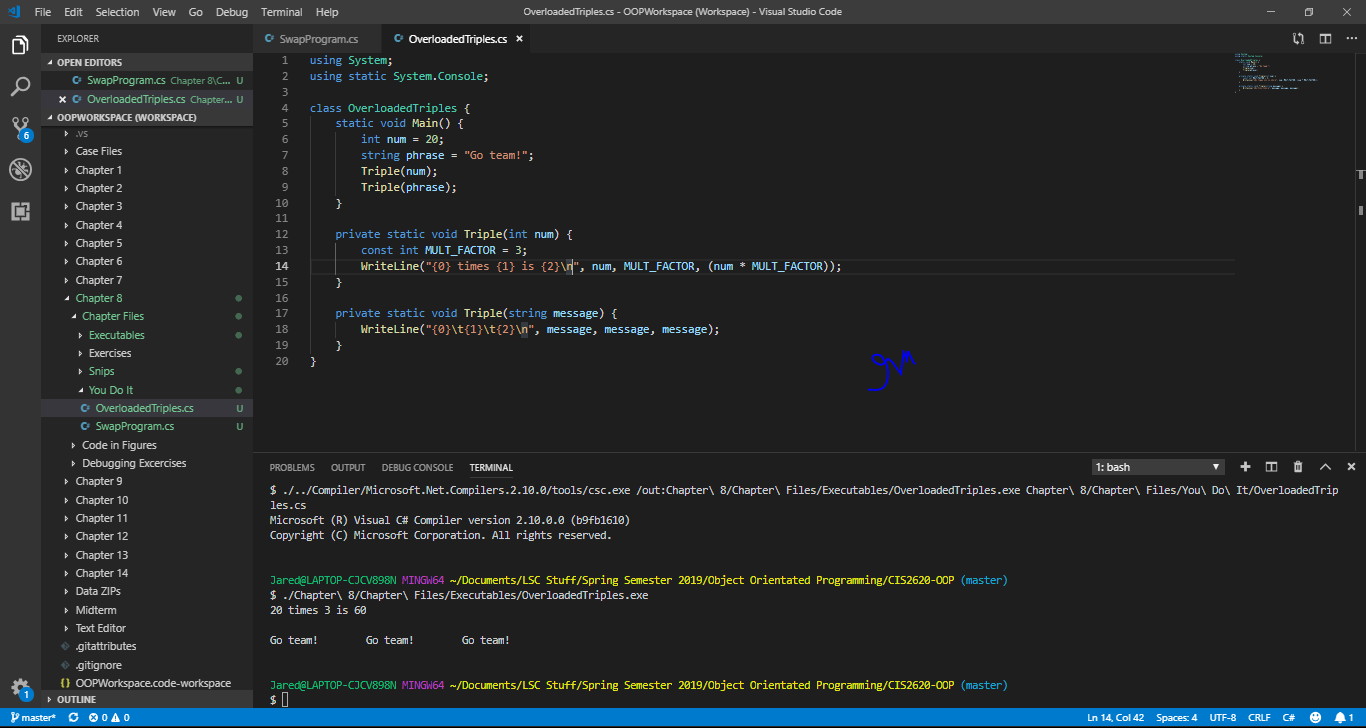 File Edit Selection View Go Debug Terminal Help
OverloadedTriples.cs - OOPWorkspace (Workspace) - Visual Studio Code
EXPLORER
OPEN EDITORS
SwapProgram.cs Chapter 8\C... U
OverloadedTriples.cs Chapter... U
OOPWORKSPACE (WORKSPACE)
.vs
Case Files
Chapter 1
Chapter 2
Chapter 3
Chapter 4
Chapter 5
Chapter 6
Chapter 7
Chapter 8
Chapter Files
Executables
Exercises
Snips
You Do It
OverloadedTriples.cs U
SwapProgram.cs U
Code in Figures
Debugging Excercises
Chapter 9
Chapter 10
Chapter 11
Chapter 12
Chapter 13
Chapter 14
Data ZIPs
Midterm
Text Editor
.gitattributes
.gitignore
OOPWorkspace.code-workspace
OUTLINE
6
1
SwapProgram.cs
OverloadedTriples.cs
1 using System;
2 using static System.Console;
3
4 class OverloadedTriples {
5 static void Main() {
6 int num = 20;
7 string phrase = "Go team!";
8 Triple(num);
9 Triple(phrase);
10 }
11
12 private static void Triple(int num) {
13 const int MULT_FACTOR = 3;
14 WriteLine("{0} times {1} is {2}\n", num, MULT_FACTOR, (num * MULT_FACTOR));
15 }
16
17 private static void Triple(string message) {
18 WriteLine("{0}\t{1}\t{2}\n", message, message, message);
19 }
20 }
PROBLEMS OUTPUT DEBUG CONSOLE TERMINAL
1: bash
$ ./../Compiler/Microsoft.Net.Compilers.2.10.0/tools/csc.exe /out:Chapter\ 8/Chapter\ Files/Executables/OverloadedTriples.exe Chapter\ 8/Chapter\ Files/You\ Do\ It/OverloadedTrip
les.cs
Microsoft (R) Visual C# Compiler version 2.10.0.0 (b9fb1610)
Copyright (C) Microsoft Corporation. All rights reserved.
Jared@LAPTOP-CJCV898N MINGW64 ~/Documents/LSC Stuff/Spring Semester 2019/Object Orientated Programming/CIS2620-OOP (master)
$ ./Chapter\ 8/Chapter\ Files/Executables/OverloadedTriples.exe
20 times 3 is 60
Go team! Go team! Go team!
Jared@LAPTOP-CJCV898N MINGW64 ~/Documents/LSC Stuff/Spring Semester 2019/Object Orientated Programming/CIS2620-OOP (master)
$
master* 0 0
Ln 14, Col 42 Spaces: 4 UTF-8 CRLF C# 1